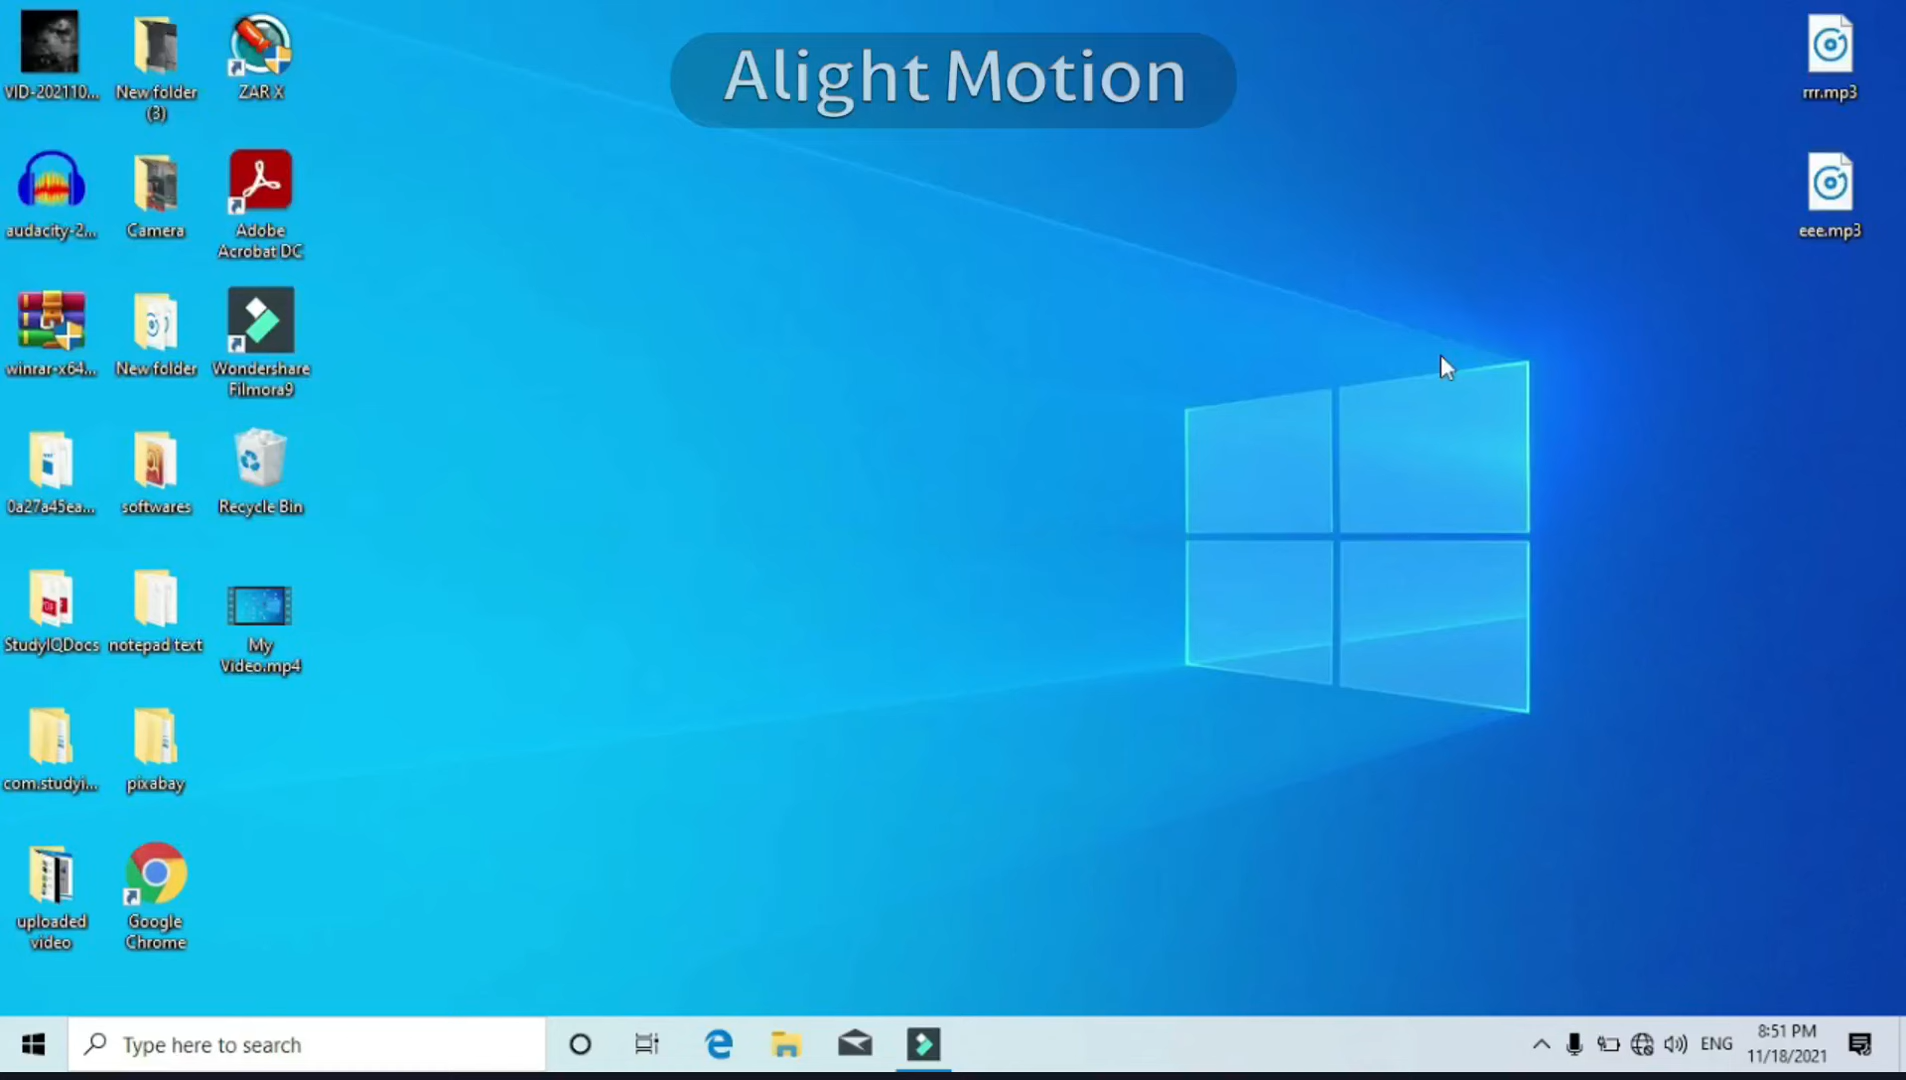 Alight Motion
VID-202110...
New folder
(3)
ZAR X
rrr.mp3
audacity-2...
Camera
Adobe
Acrobat DC
eee.mp3
winrar-x64...
New folder
Wondershare
Filmora9
0a27a45ea...
softwares
Recycle Bin
StudyIQDocs
notepad text
My
Video.mp4
com.studyi...
pixabay
uploaded
video
Google
Chrome
Type here to search
ENG
8:51 PM
11/18/2021